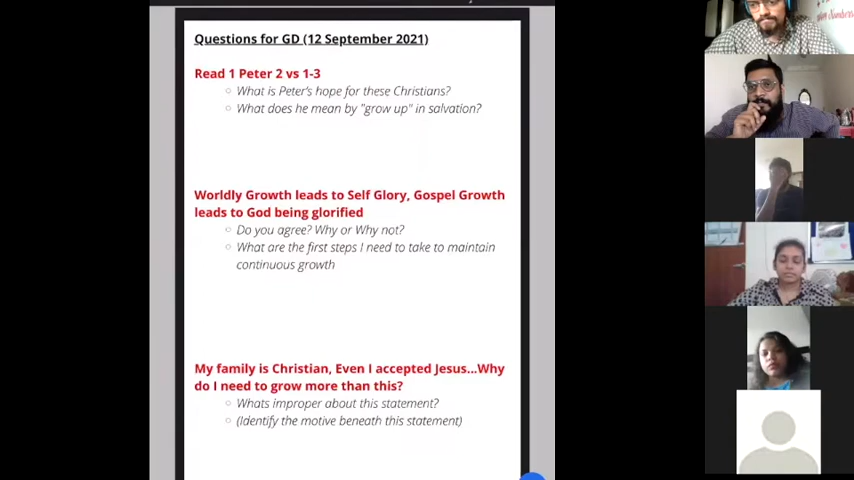 Questions for GD (12 September 2021)
Read 1 Peter 2 vs 1-3
○ What is Peter's hope for these Christians?
○ What does he mean by "grow up" in salvation?
Worldly Growth leads to Self Glory, Gospel Growth
leads to God being glorified
○ Do you agree? Why or Why not?
○ What are the first steps I need to take to maintain
continuous growth
My family is Christian, Even I accepted Jesus...Why
do I need to grow more than this?
○ Whats improper about this statement?
○ (Identify the motive beneath this statement)